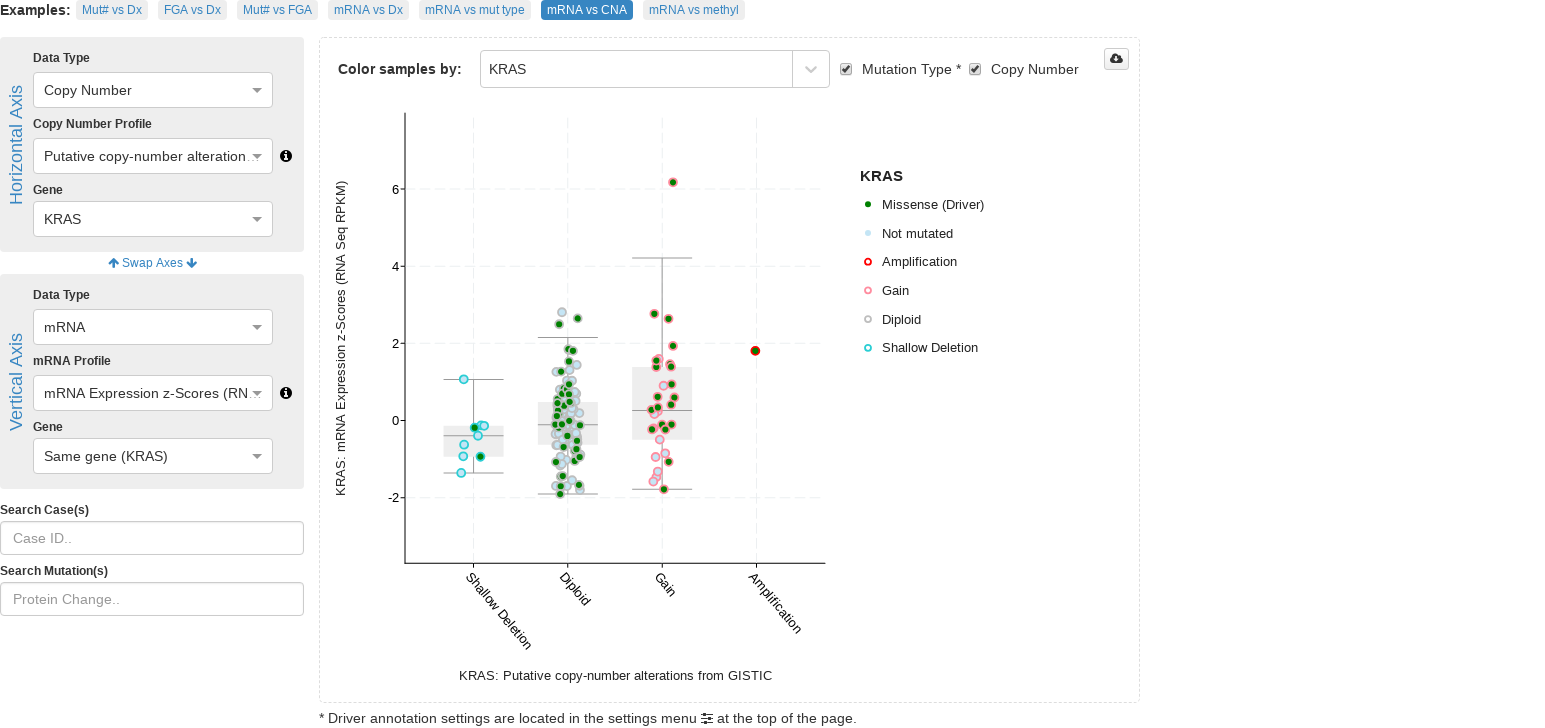 Examples: Mut# vs Dx FGA vs Dx Mut# vs FGA mRNA vs Dx mRNA vs mut type mRNA vs CNA mRNA vs methyl
Horizontal Axis
Data Type
Copy Number
Copy Number Profile
Putative copy-number alteration...
Gene
KRAS
Swap Axes
Vertical Axis
Data Type
mRNA
mRNA Profile
mRNA Expression z-Scores (RN...
Gene
Same gene (KRAS)
Search Case(s)
Case ID..
Search Mutation(s)
Protein Change..
Color samples by: KRAS Mutation Type * Copy Number
KRAS: mRNA Expression z-Scores (RNA Seq RPKM)
6
4
2
0
-2
Shallow Deletion
Diploid
Gain
Amplification
KRAS: Putative copy-number alterations from GISTIC
KRAS
Missense (Driver)
Not mutated
Amplification
Gain
Diploid
Shallow Deletion
* Driver annotation settings are located in the settings menu at the top of the page.